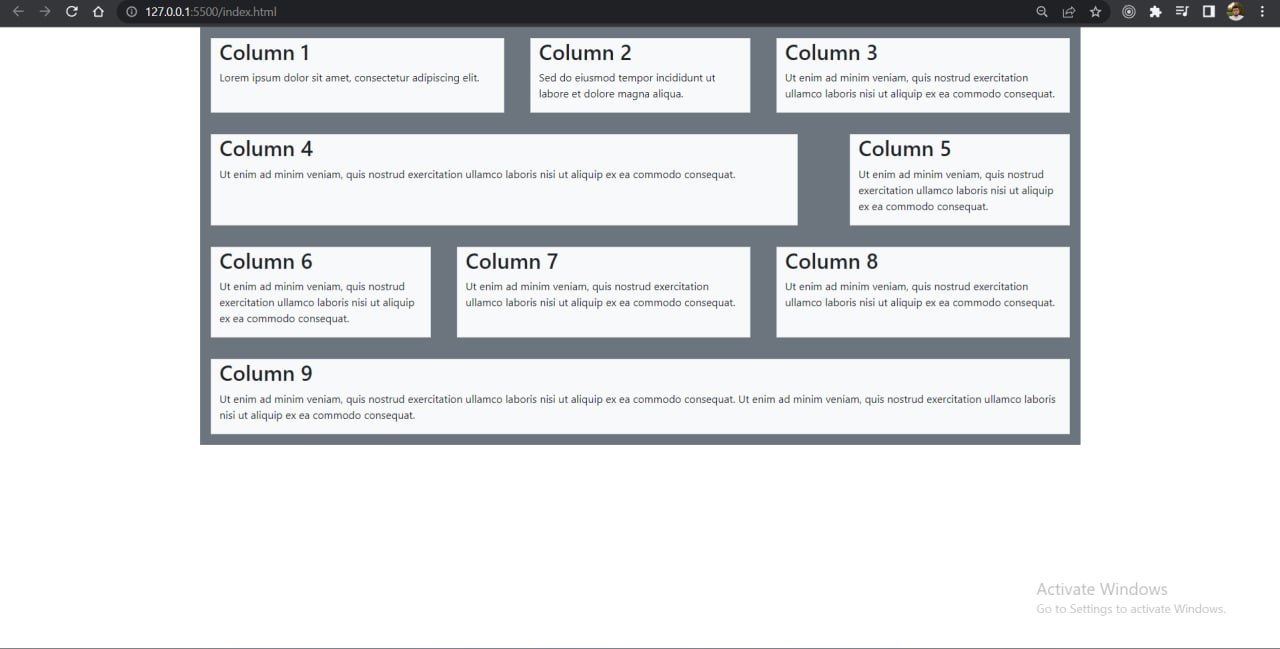 127.0.0.1:5500/index.html
Column 1
Lorem ipsum dolor sit amet, consectetur adipiscing elit.
Column 2
Sed do eiusmod tempor incididunt ut
labore et dolore magna aliqua.
Column 3
Ut enim ad minim veniam, quis nostrud exercitation
ullamco laboris nisi ut aliquip ex ea commodo consequat.
Column 4
Ut enim ad minim veniam, quis nostrud exercitation ullamco laboris nisi ut aliquip ex ea commodo consequat.
Column 5
Ut enim ad minim veniam, quis nostrud
exercitation ullamco laboris nisi ut aliquip
ex ea commodo consequat.
Column 6
Ut enim ad minim veniam, quis nostrud
exercitation ullamco laboris nisi ut aliquip
ex ea commodo consequat.
Column 7
Ut enim ad minim veniam, quis nostrud exercitation
ullamco laboris nisi ut aliquip ex ea commodo consequat.
Column 8
Ut enim ad minim veniam, quis nostrud exercitation
ullamco laboris nisi ut aliquip ex ea commodo consequat.
Column 9
Ut enim ad minim veniam, quis nostrud exercitation ullamco laboris nisi ut aliquip ex ea commodo consequat. Ut enim ad minim veniam, quis nostrud exercitation ullamco laboris
nisi ut aliquip ex ea commodo consequat.
Activate Windows
Go to Settings to activate Windows.